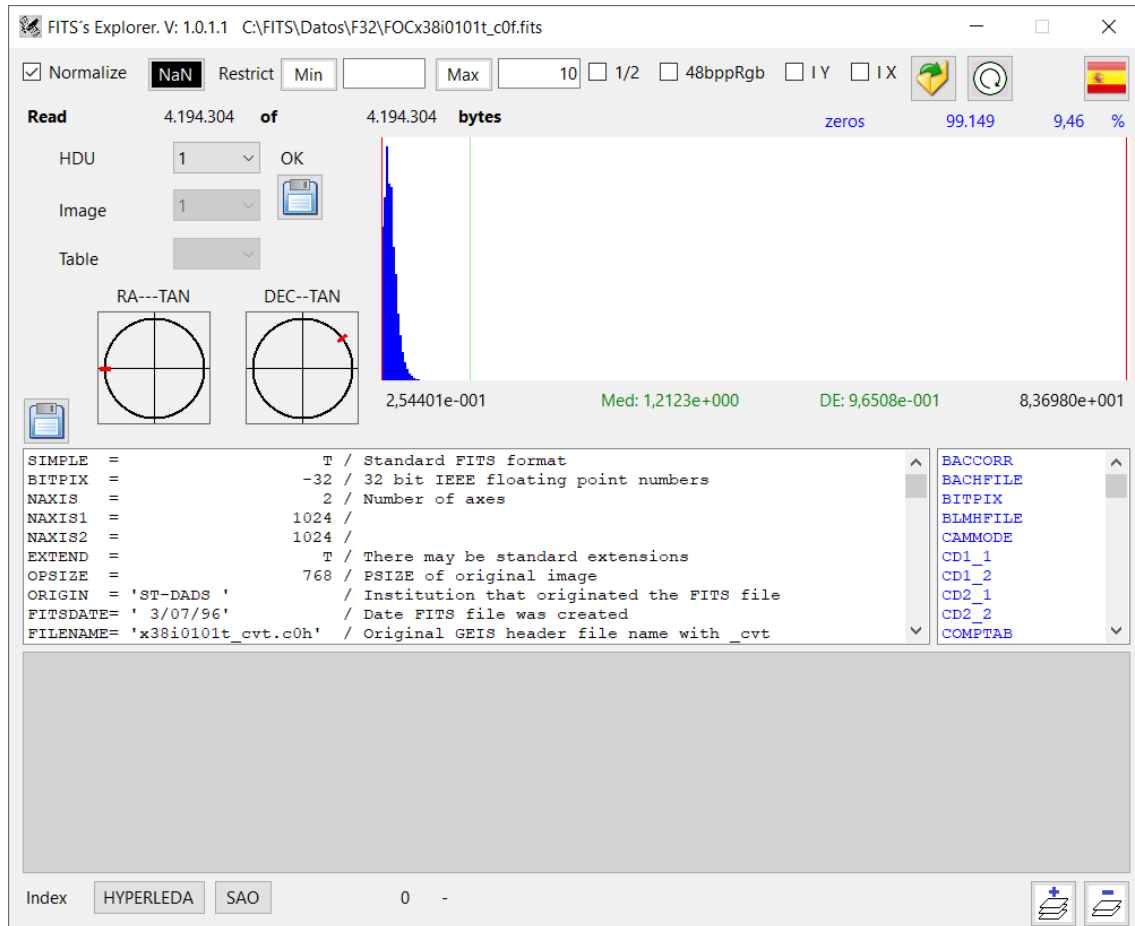 FITS´s Explorer. V: 1.0.1.1 C:\FITS\Datos\F32\FOCx38i0101t_c0f.fits
Normalize NaN Restrict Min Max 10 1/2 48bppRgb I Y I X
Read 4.194.304 of 4.194.304 bytes zeros 99.149 9,46 %
HDU 1 OK
Image 1
Table
RA---TAN DEC--TAN
2,54401e-001 Med: 1,2123e+000 DE: 9,6508e-001 8,36980e+001
SIMPLE = T / Standard FITS format
BITPIX = -32 / 32 bit IEEE floating point numbers
NAXIS = 2 / Number of axes
NAXIS1 = 1024 /
NAXIS2 = 1024 /
EXTEND = T / There may be standard extensions
OPSIZE = 768 / PSIZE of original image
ORIGIN = 'ST-DADS ' / Institution that originated the FITS file
FITSDATE= ' 3/07/96' / Date FITS file was created
FILENAME= 'x38i0101t_cvt.c0h' / Original GEIS header file name with _cvt
BACCORR
BACHFILE
BITPIX
BLMHFILE
CAMMODE
CD1_1
CD1_2
CD2_1
CD2_2
COMPTAB
Index HYPERLEDA SAO 0 -